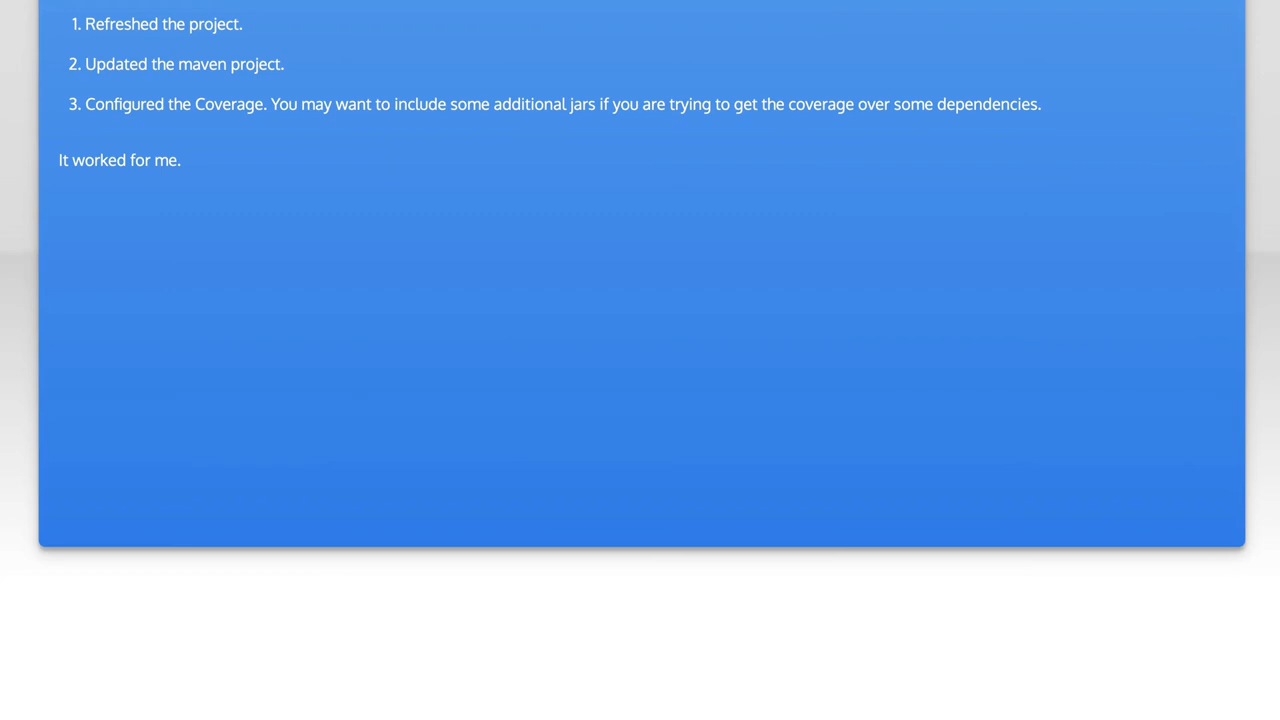 1. Refreshed the project.
2. Updated the maven project.
3. Configured the Coverage. You may want to include some additional jars if you are trying to get the coverage over some dependencies.
It worked for me.